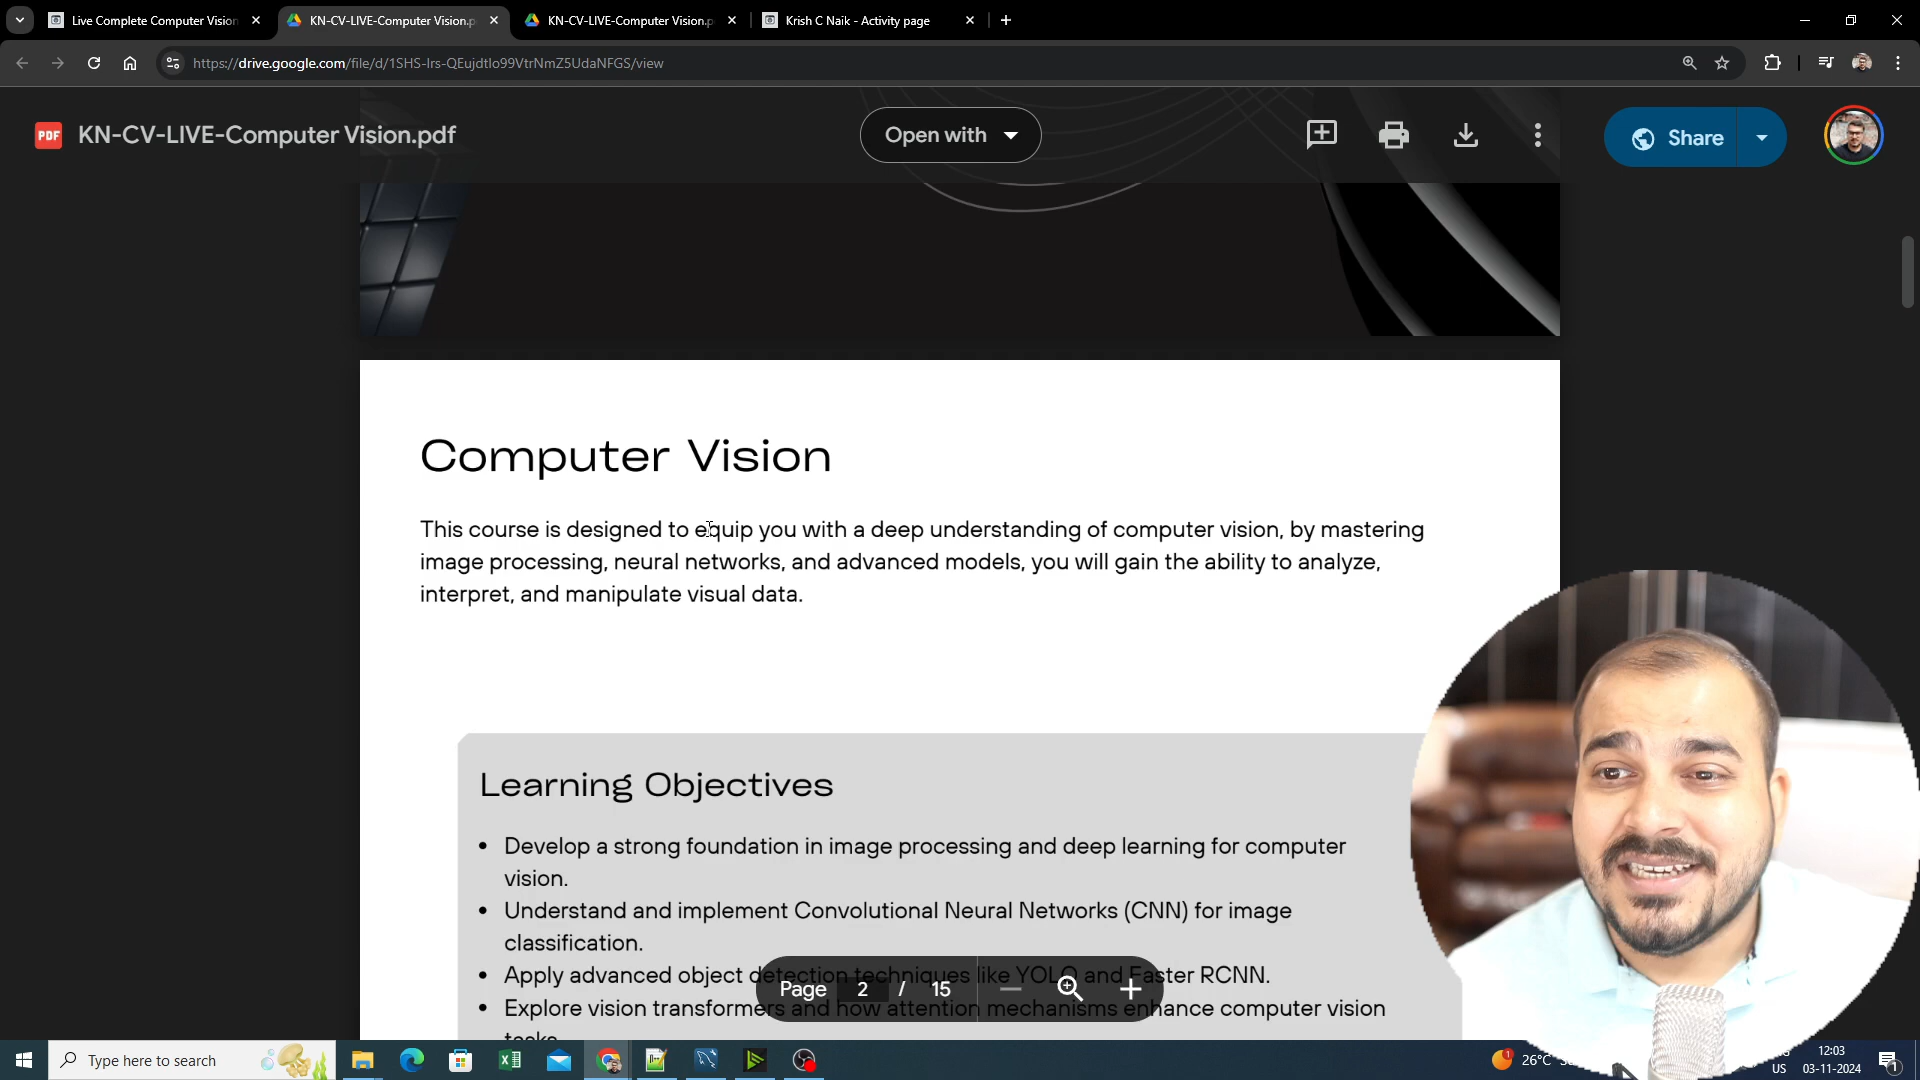 Live Complete Computer Vision
KN-CV-LIVE-Computer Vision.p
KN-CV-LIVE-Computer Vision.p
Krish C Naik - Activity page
https://drive.google.com/file/d/1SHS-lrs-QEujdtlo99VtrNmZ5UdaNFGS/view
PDF
KN-CV-LIVE-Computer Vision.pdf
Open with
Share
Computer Vision
This course is designed to equip you with a deep understanding of computer vision, by mastering
image processing, neural networks, and advanced models, you will gain the ability to analyze,
interpret, and manipulate visual data.
Learning Objectives
• Develop a strong foundation in image processing and deep learning for computer
vision.
• Understand and implement Convolutional Neural Networks (CNN) for image
classification.
• Apply advanced object detection techniques like YOLO and Faster RCNN.
• Explore vision transformers and how attention mechanisms enhance computer vision
tasks
Page 2 / 15
Type here to search
26°C
12:03
US
03-11-2024